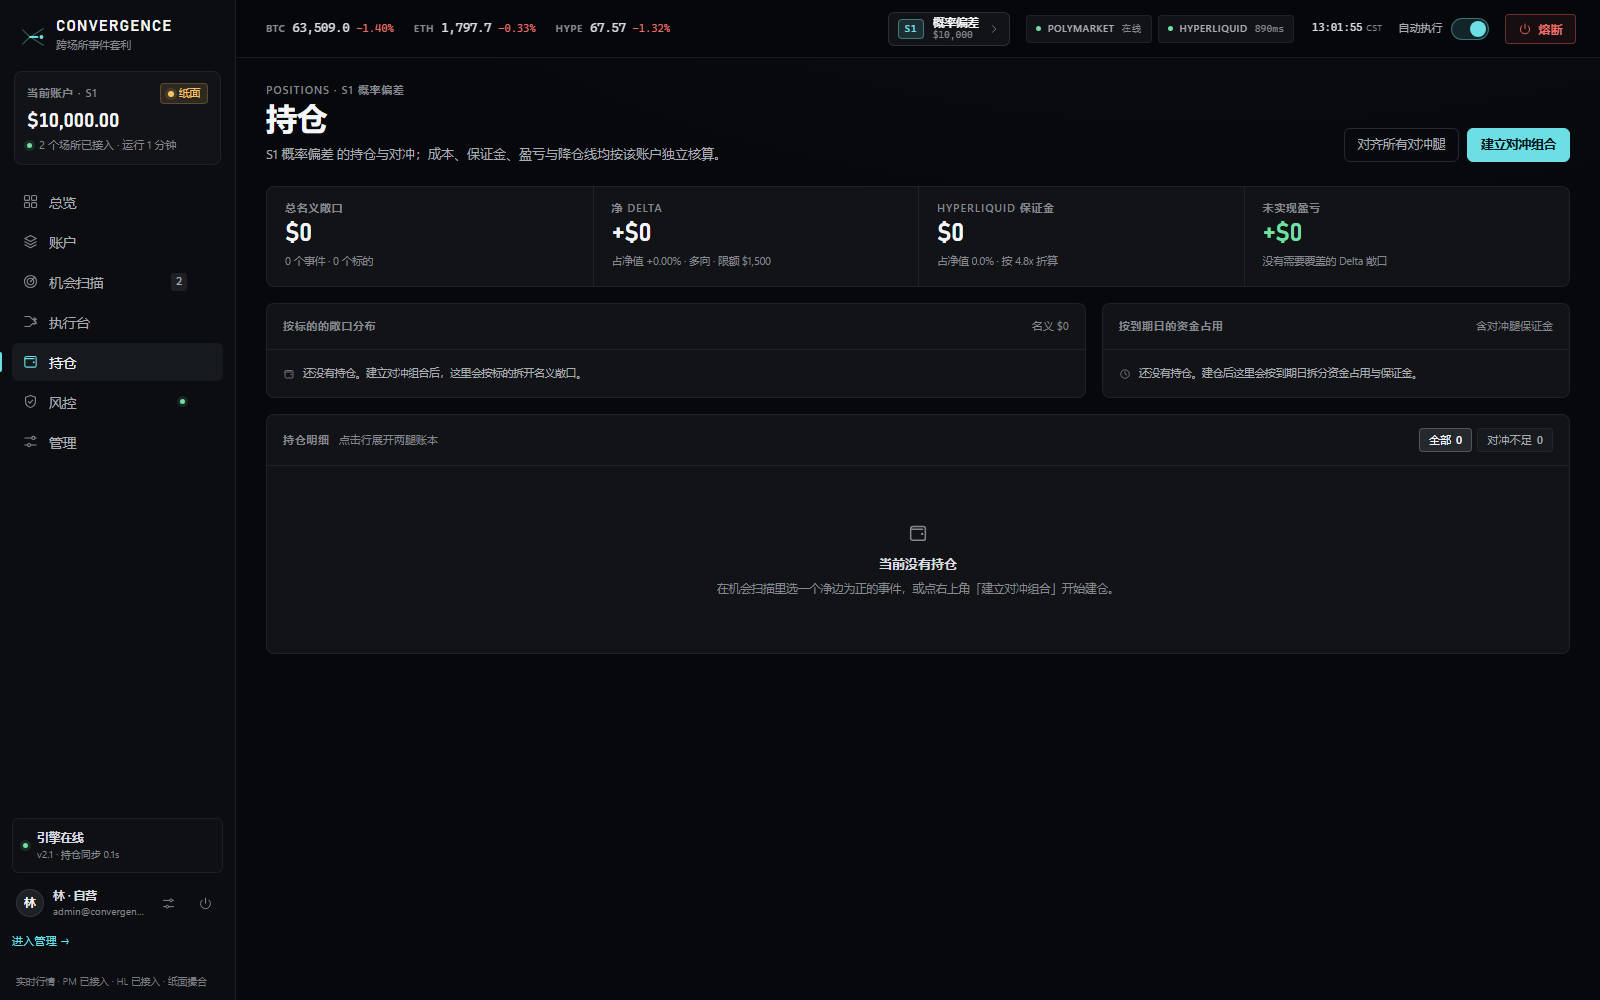 CONVERGENCE
跨场所事件套利
当前账户 · S1
纸面
$10,000.00
2 个场所已接入 · 运行 1 分钟
总览
账户
机会扫描
2
执行台
持仓
风控
管理
引擎在线
v2.1 · 持仓同步 0.1s
林
林 · 自营
admin@convergen...
进入管理 →
实时行情 · PM 已接入 · HL 已接入 · 纸面撮合
BTC 63,509.0 -1.40%
ETH 1,797.7 -0.33%
HYPE 67.57 -1.32%
S1
概率偏差
$10,000
POLYMARKET 在线
HYPERLIQUID 890ms
13:01:55 CST
自动执行
熔断
POSITIONS · S1 概率偏差
持仓
S1 概率偏差 的持仓与对冲；成本、保证金、盈亏与降仓线均按该账户独立核算。
对齐所有对冲腿
建立对冲组合
总名义敞口
$0
0 个事件 · 0 个标的
净 DELTA
+$0
占净值 +0.00% · 多向 · 限额 $1,500
HYPERLIQUID 保证金
$0
占净值 0.0% · 按 4.8x 折算
未实现盈亏
+$0
没有需要覆盖的 Delta 敞口
按标的的敞口分布
名义 $0
还没有持仓。建立对冲组合后，这里会按标的拆开名义敞口。
按到期日的资金占用
含对冲腿保证金
还没有持仓。建仓后这里会按到期日拆分资金占用与保证金。
持仓明细 点击行展开两腿账本
全部 0
对冲不足 0
当前没有持仓
在机会扫描里选一个净边为正的事件，或点右上角「建立对冲组合」开始建仓。